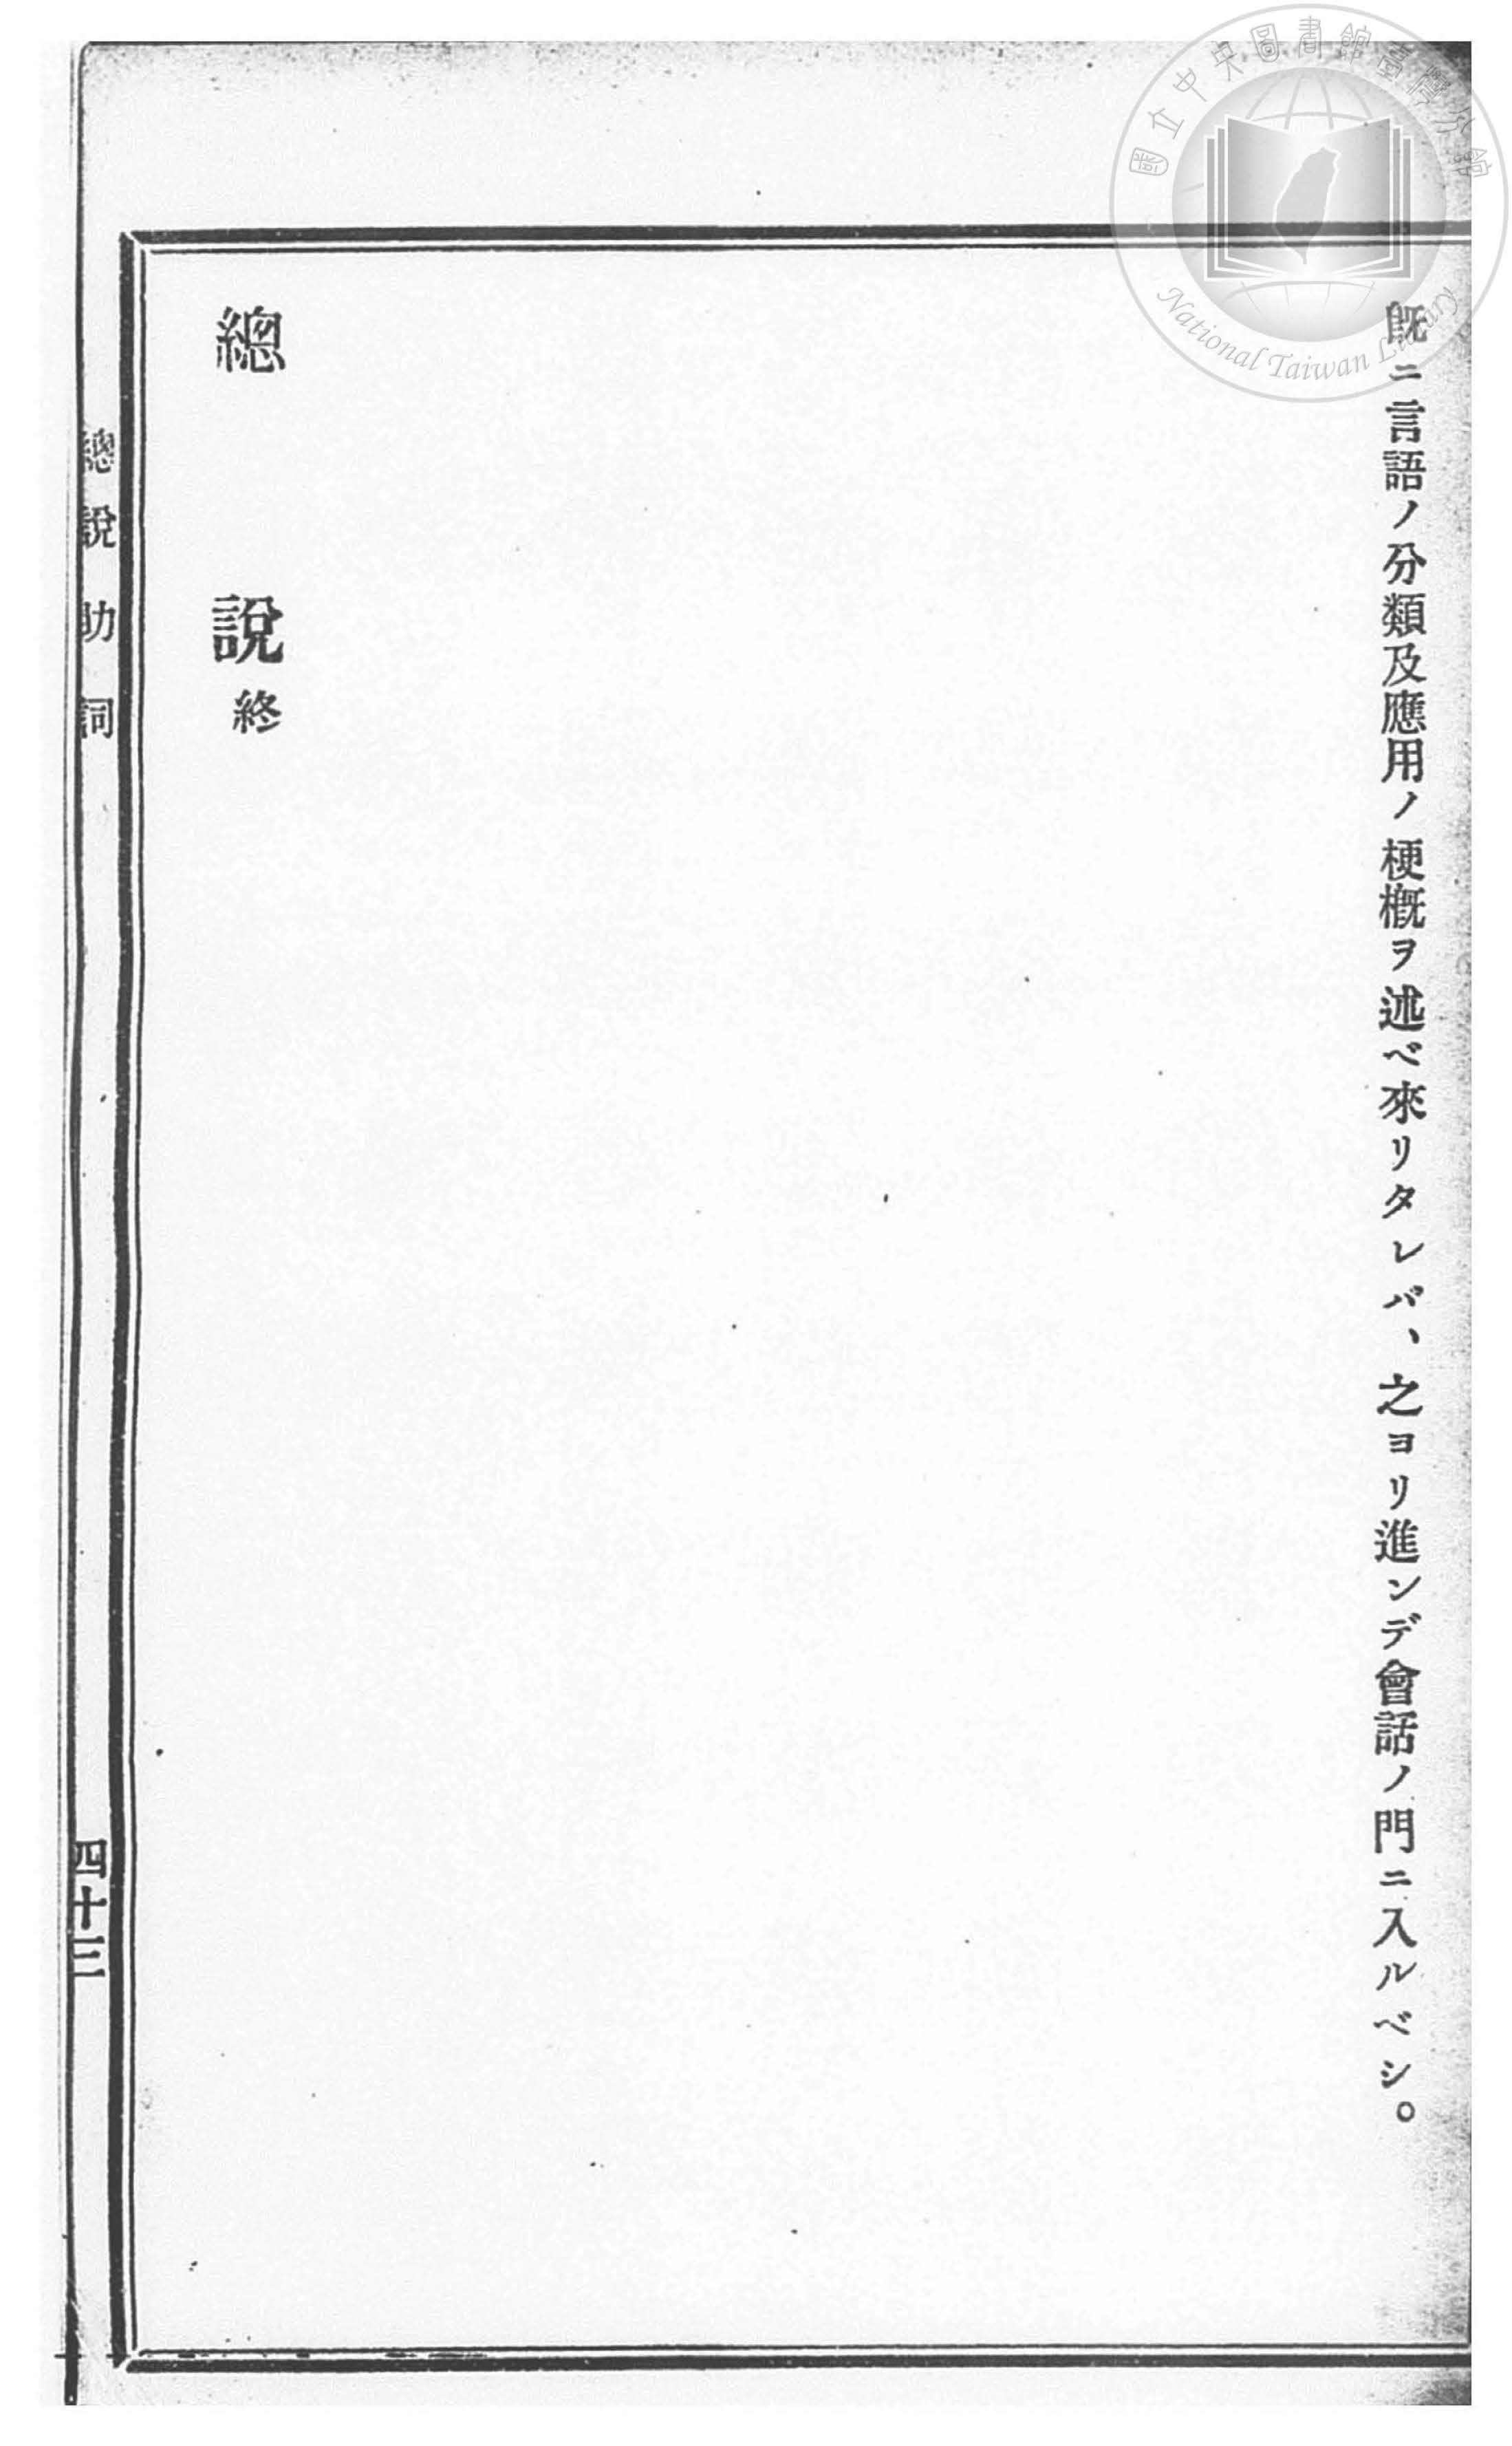 國立中央圖書館臺灣分館
National Taiwan Library
既ニ言語ノ分類及應用ノ梗概ヲ述ベ來リタレバ、之ヨリ進ンデ會話ノ門ニ入ルベシ。
總說終
總說助詞
四十三